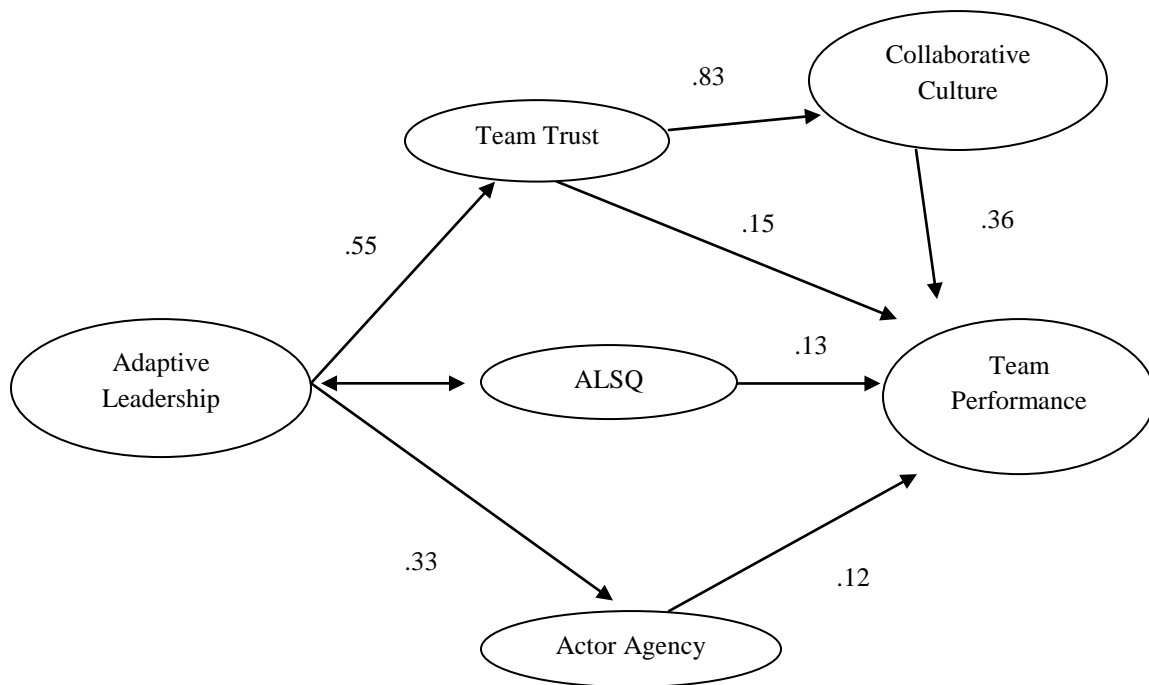 Collaborative
Culture
.83
Team Trust
.15
.36
.55
.13
Adaptive
Leadership
ALSQ
Team
Performance
.33
.12
Actor Agency